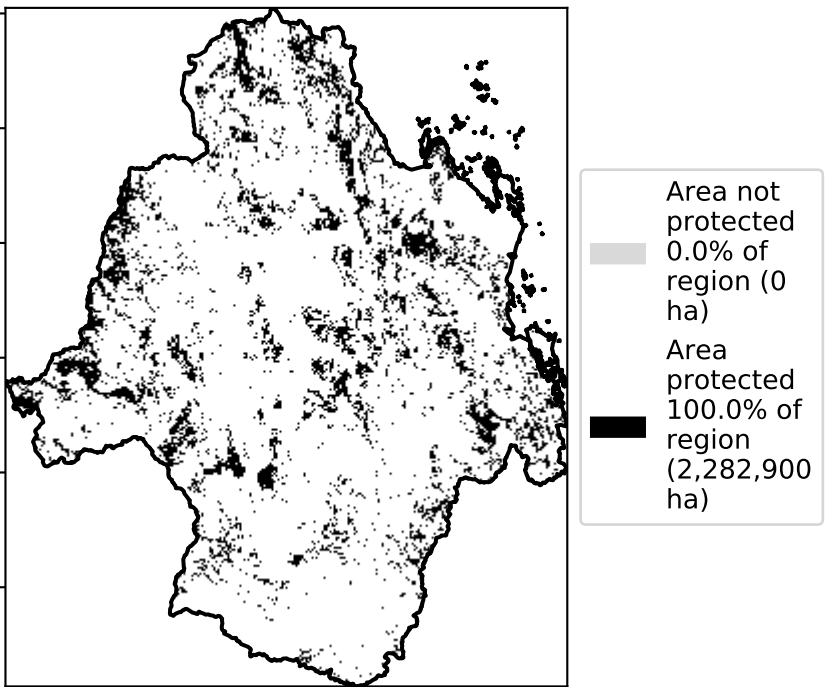 Area not
protected
0.0% of
region (0
ha)
Area
protected
100.0% of
region
(2,282,900
ha)